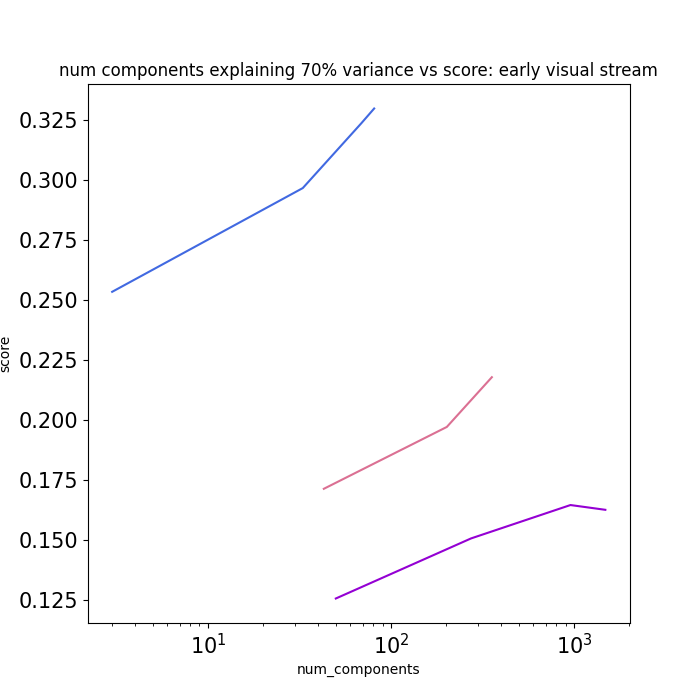 num components explaining 70% variance vs score: early visual stream
0.325
0.300
0.275
0.250
0.225
0.200
0.175
0.150
0.125
score
10¹ 10² 10³
num_components